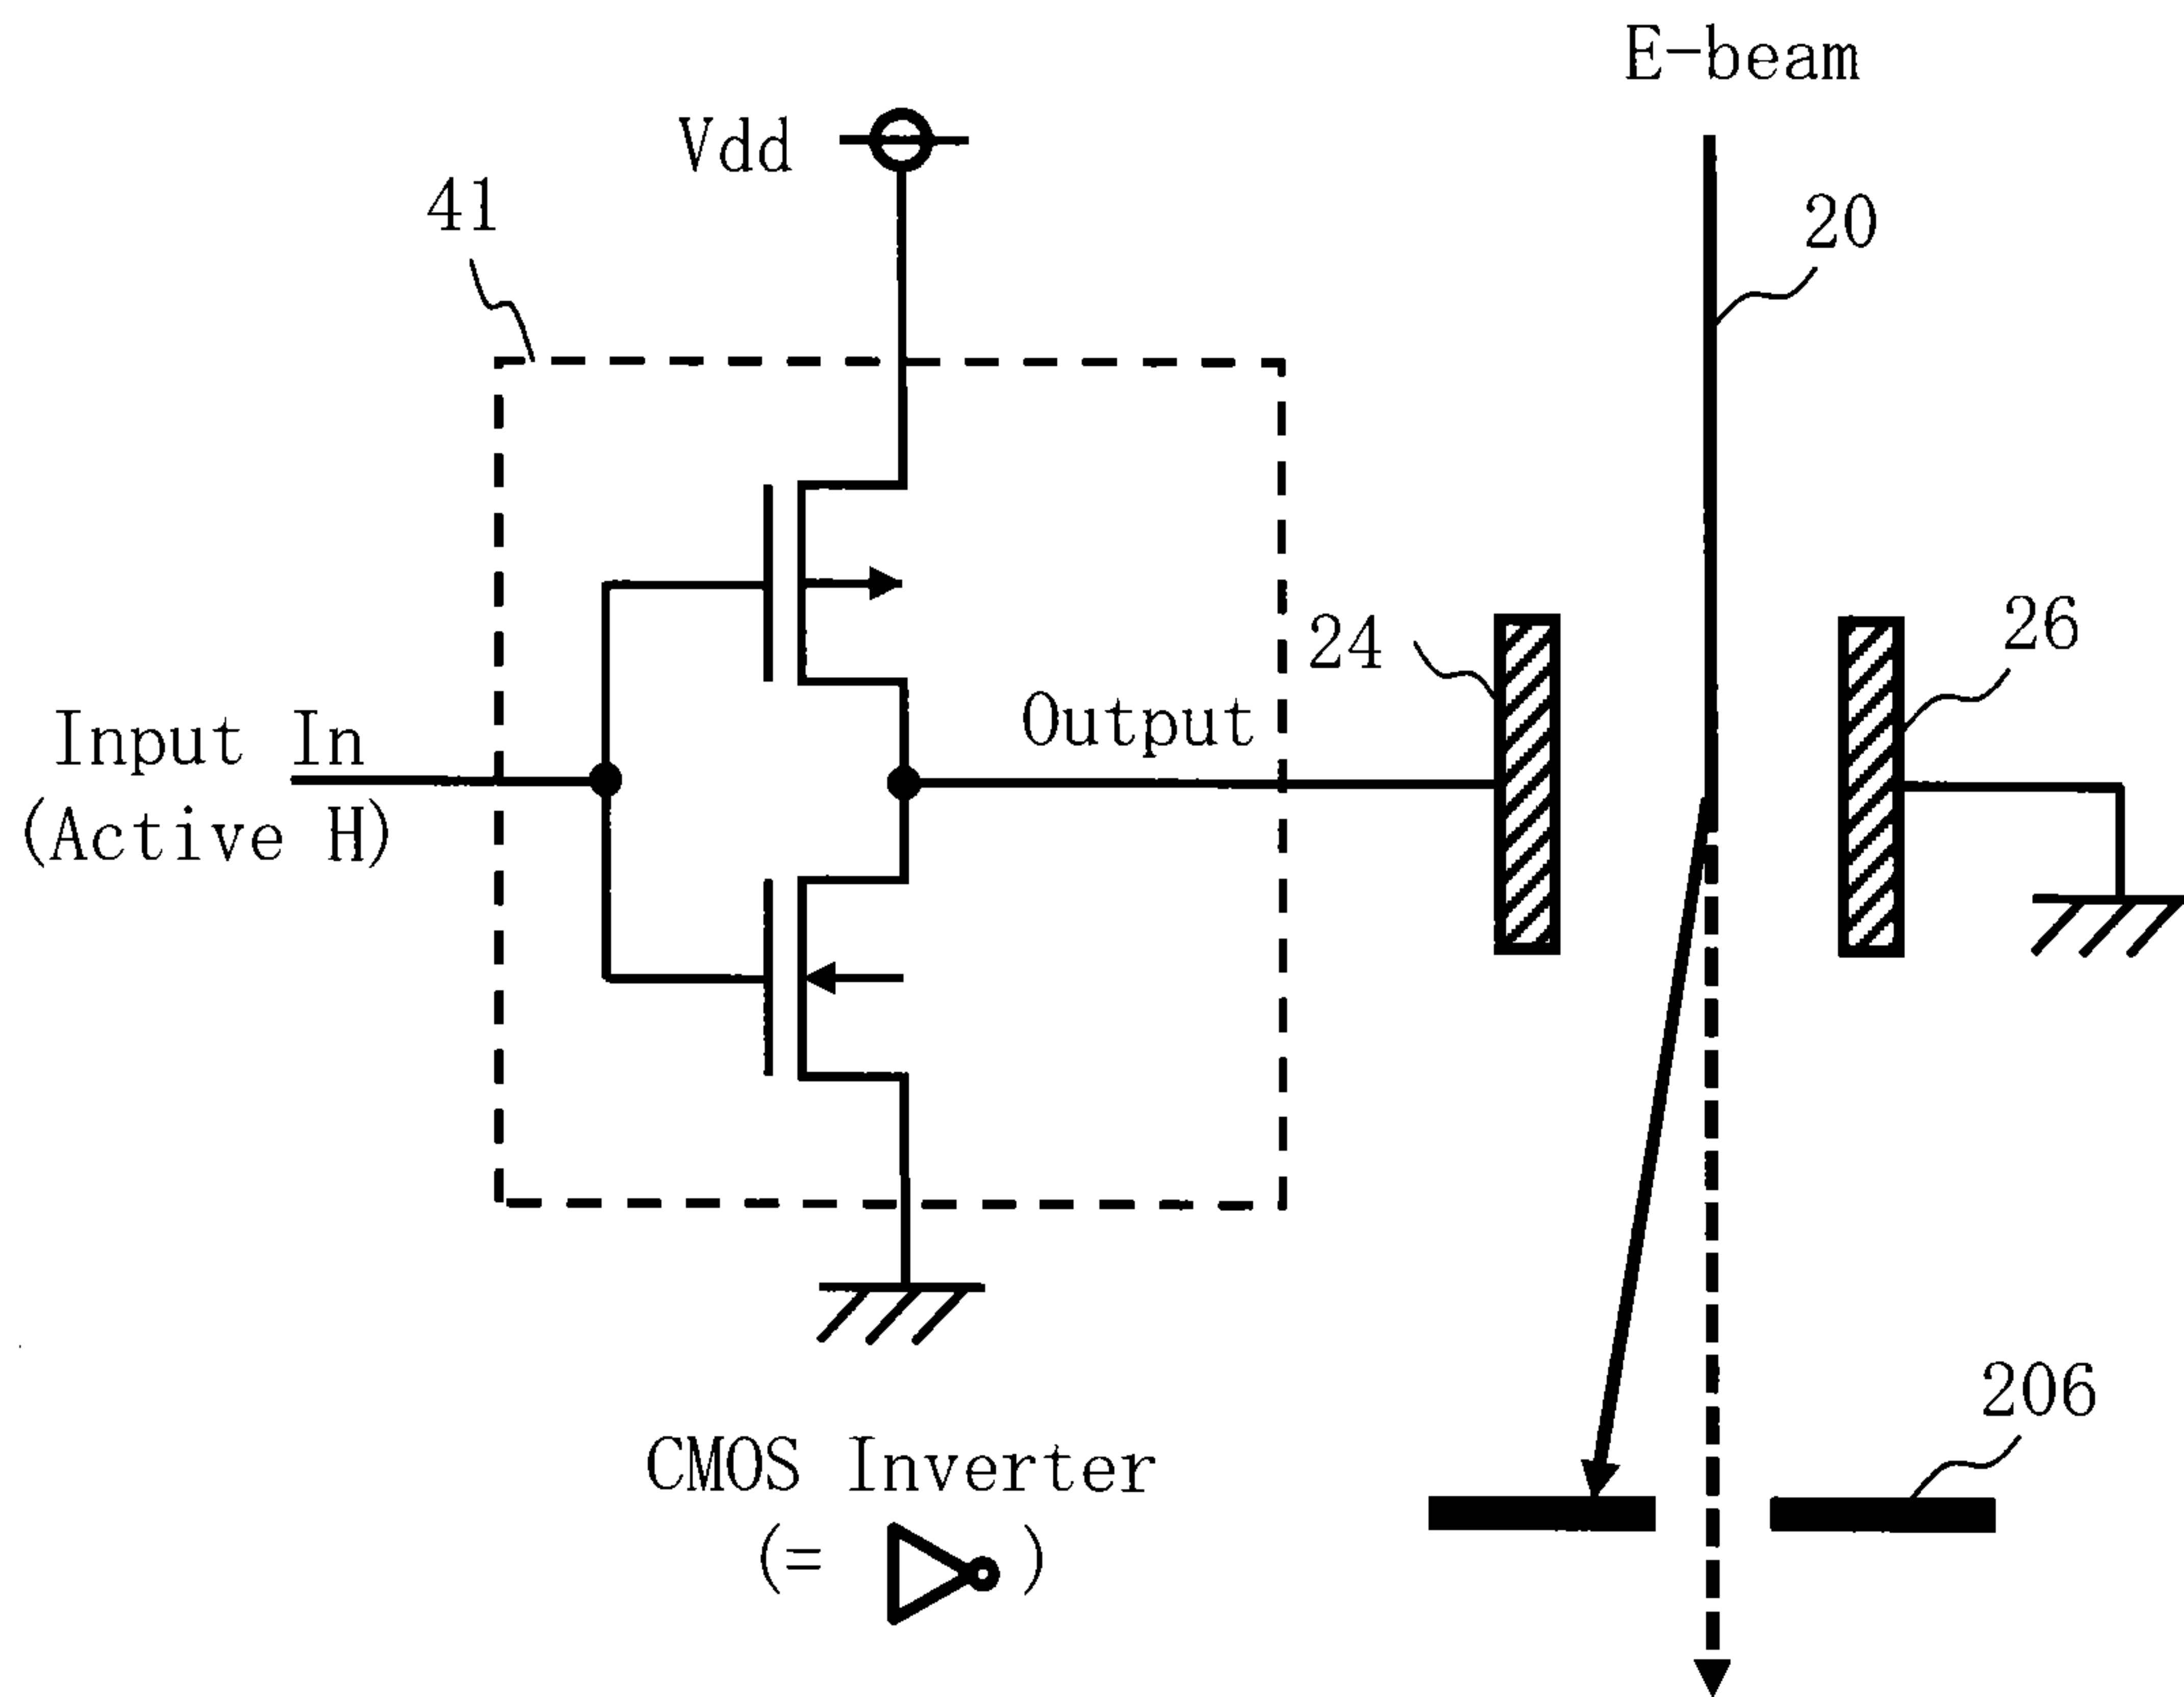 E-beam
Vdd
41
20
24
26
Output
Input In
(Active H)
206
CMOS Inverter
(= )